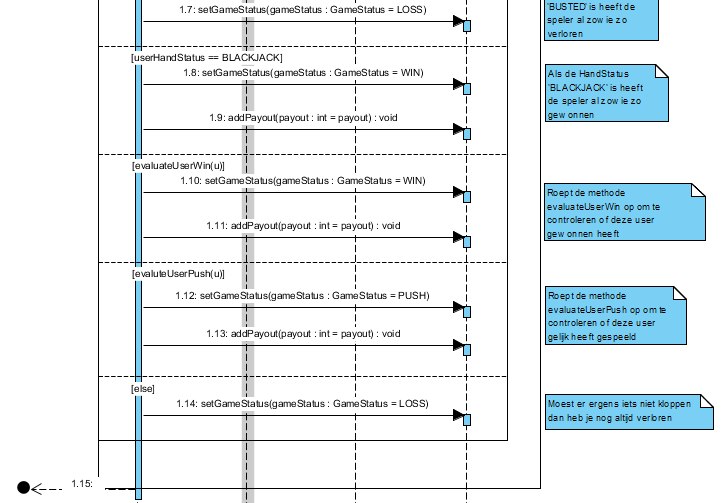 1.7: setGameStatus(gameStatus : GameStatus = LOSS)
'BUSTED' is heeft de
speler al zow ie zo
verloren
[userHandStatus == BLACKJACK]
1.8: setGameStatus(gameStatus : GameStatus = WIN)
Als de HandStatus
'BLACKJACK' is heeft
de speler al zow ie zo
gew onnen
1.9: addPayout(payout : int = payout) : void
[evaluateUserWin(u)]
1.10: setGameStatus(gameStatus : GameStatus = WIN)
Roept de methode
evaluateUserWin op om te
controleren of deze user
gew onnen heeft
1.11: addPayout(payout : int = payout) : void
[evaluteUserPush(u)]
1.12: setGameStatus(gameStatus : GameStatus = PUSH)
Roept de methode
evaluateUserPush op om te
controleren of deze user
gelijk heeft gespeeld
1.13: addPayout(payout : int = payout) : void
[else]
1.14: setGameStatus(gameStatus : GameStatus = LOSS)
Moest er ergens iets niet kloppen
dan heb je nog altijd verloren
1.15: